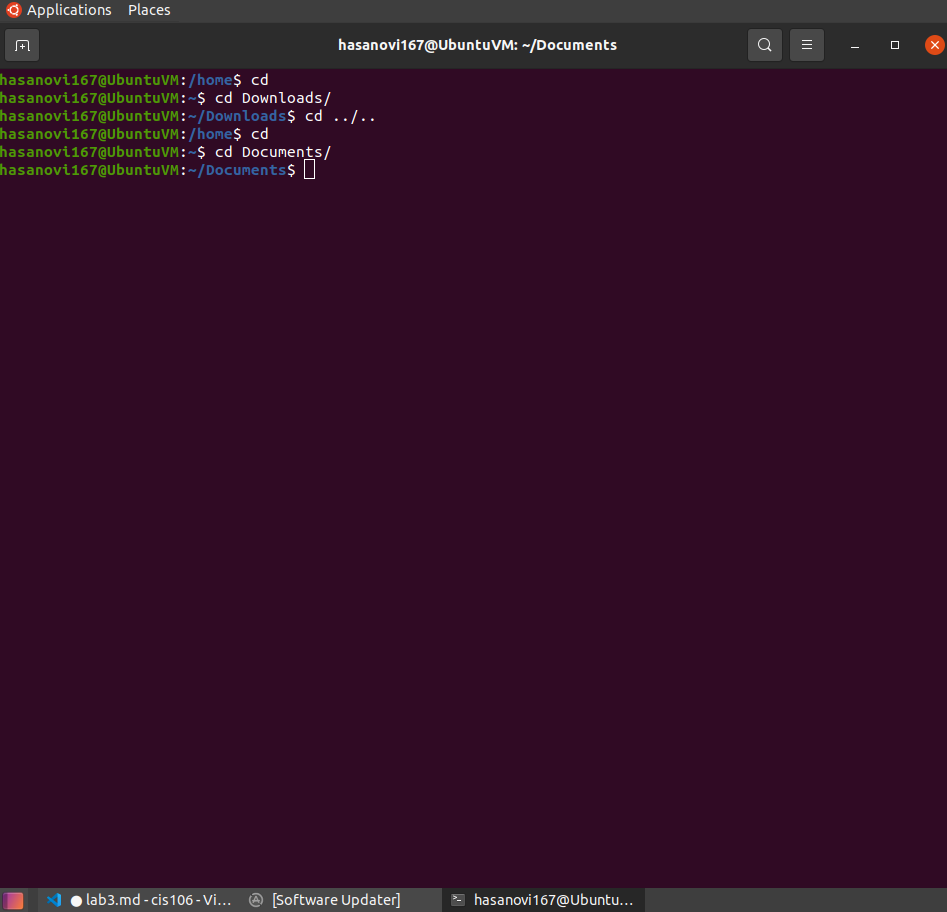 Applications Places
hasanovi167@UbuntuVM: ~/Documents
hasanovi167@UbuntuVM:/home$ cd
hasanovi167@UbuntuVM:~$ cd Downloads/
hasanovi167@UbuntuVM:~/Downloads$ cd ../..
hasanovi167@UbuntuVM:/home$ cd
hasanovi167@UbuntuVM:~$ cd Documents/
hasanovi167@UbuntuVM:~/Documents$
● lab3.md - cis106 - Vi... [Software Updater] hasanovi167@Ubuntu...